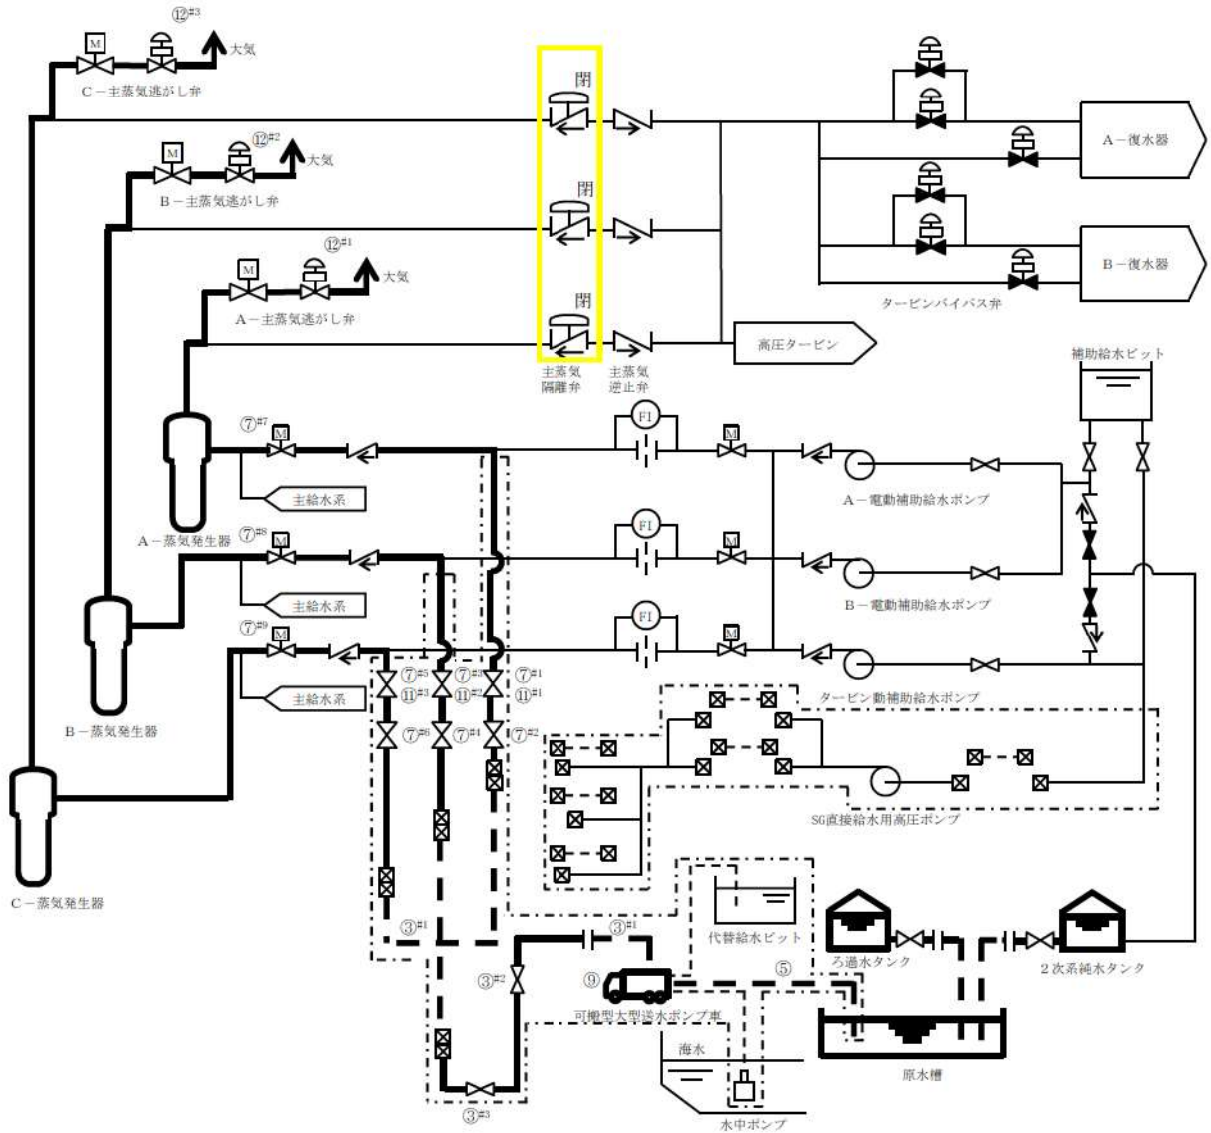 ⑫#3
M
大気
C－主蒸気逃がし弁
閉
⑫#2
M
大気
B－主蒸気逃がし弁
閉
⑫#1
M
大気
A－主蒸気逃がし弁
閉
主蒸気
隔離弁
主蒸気
逆止弁
A－復水器
B－復水器
タービンバイパス弁
高圧タービン
補助給水ピット
⑦#7
M
FI
M
主給水系
A－電動補助給水ポンプ
A－蒸気発生器
⑦#8
M
FI
M
主給水系
B－電動補助給水ポンプ
⑦#9
M
FI
M
主給水系
タービン動補助給水ポンプ
B－蒸気発生器
⑦#5
⑪#3
⑦#3
⑪#2
⑦#1
⑪#1
⑦#6
⑦#4
⑦#2
SG直接給水用高圧ポンプ
C－蒸気発生器
③#1
③#1
代替給水ピット
ろ過水タンク
2次系純水タンク
③#2
⑨
⑤
可搬型大型送水ポンプ車
海水
原水槽
③#3
水中ポンプ